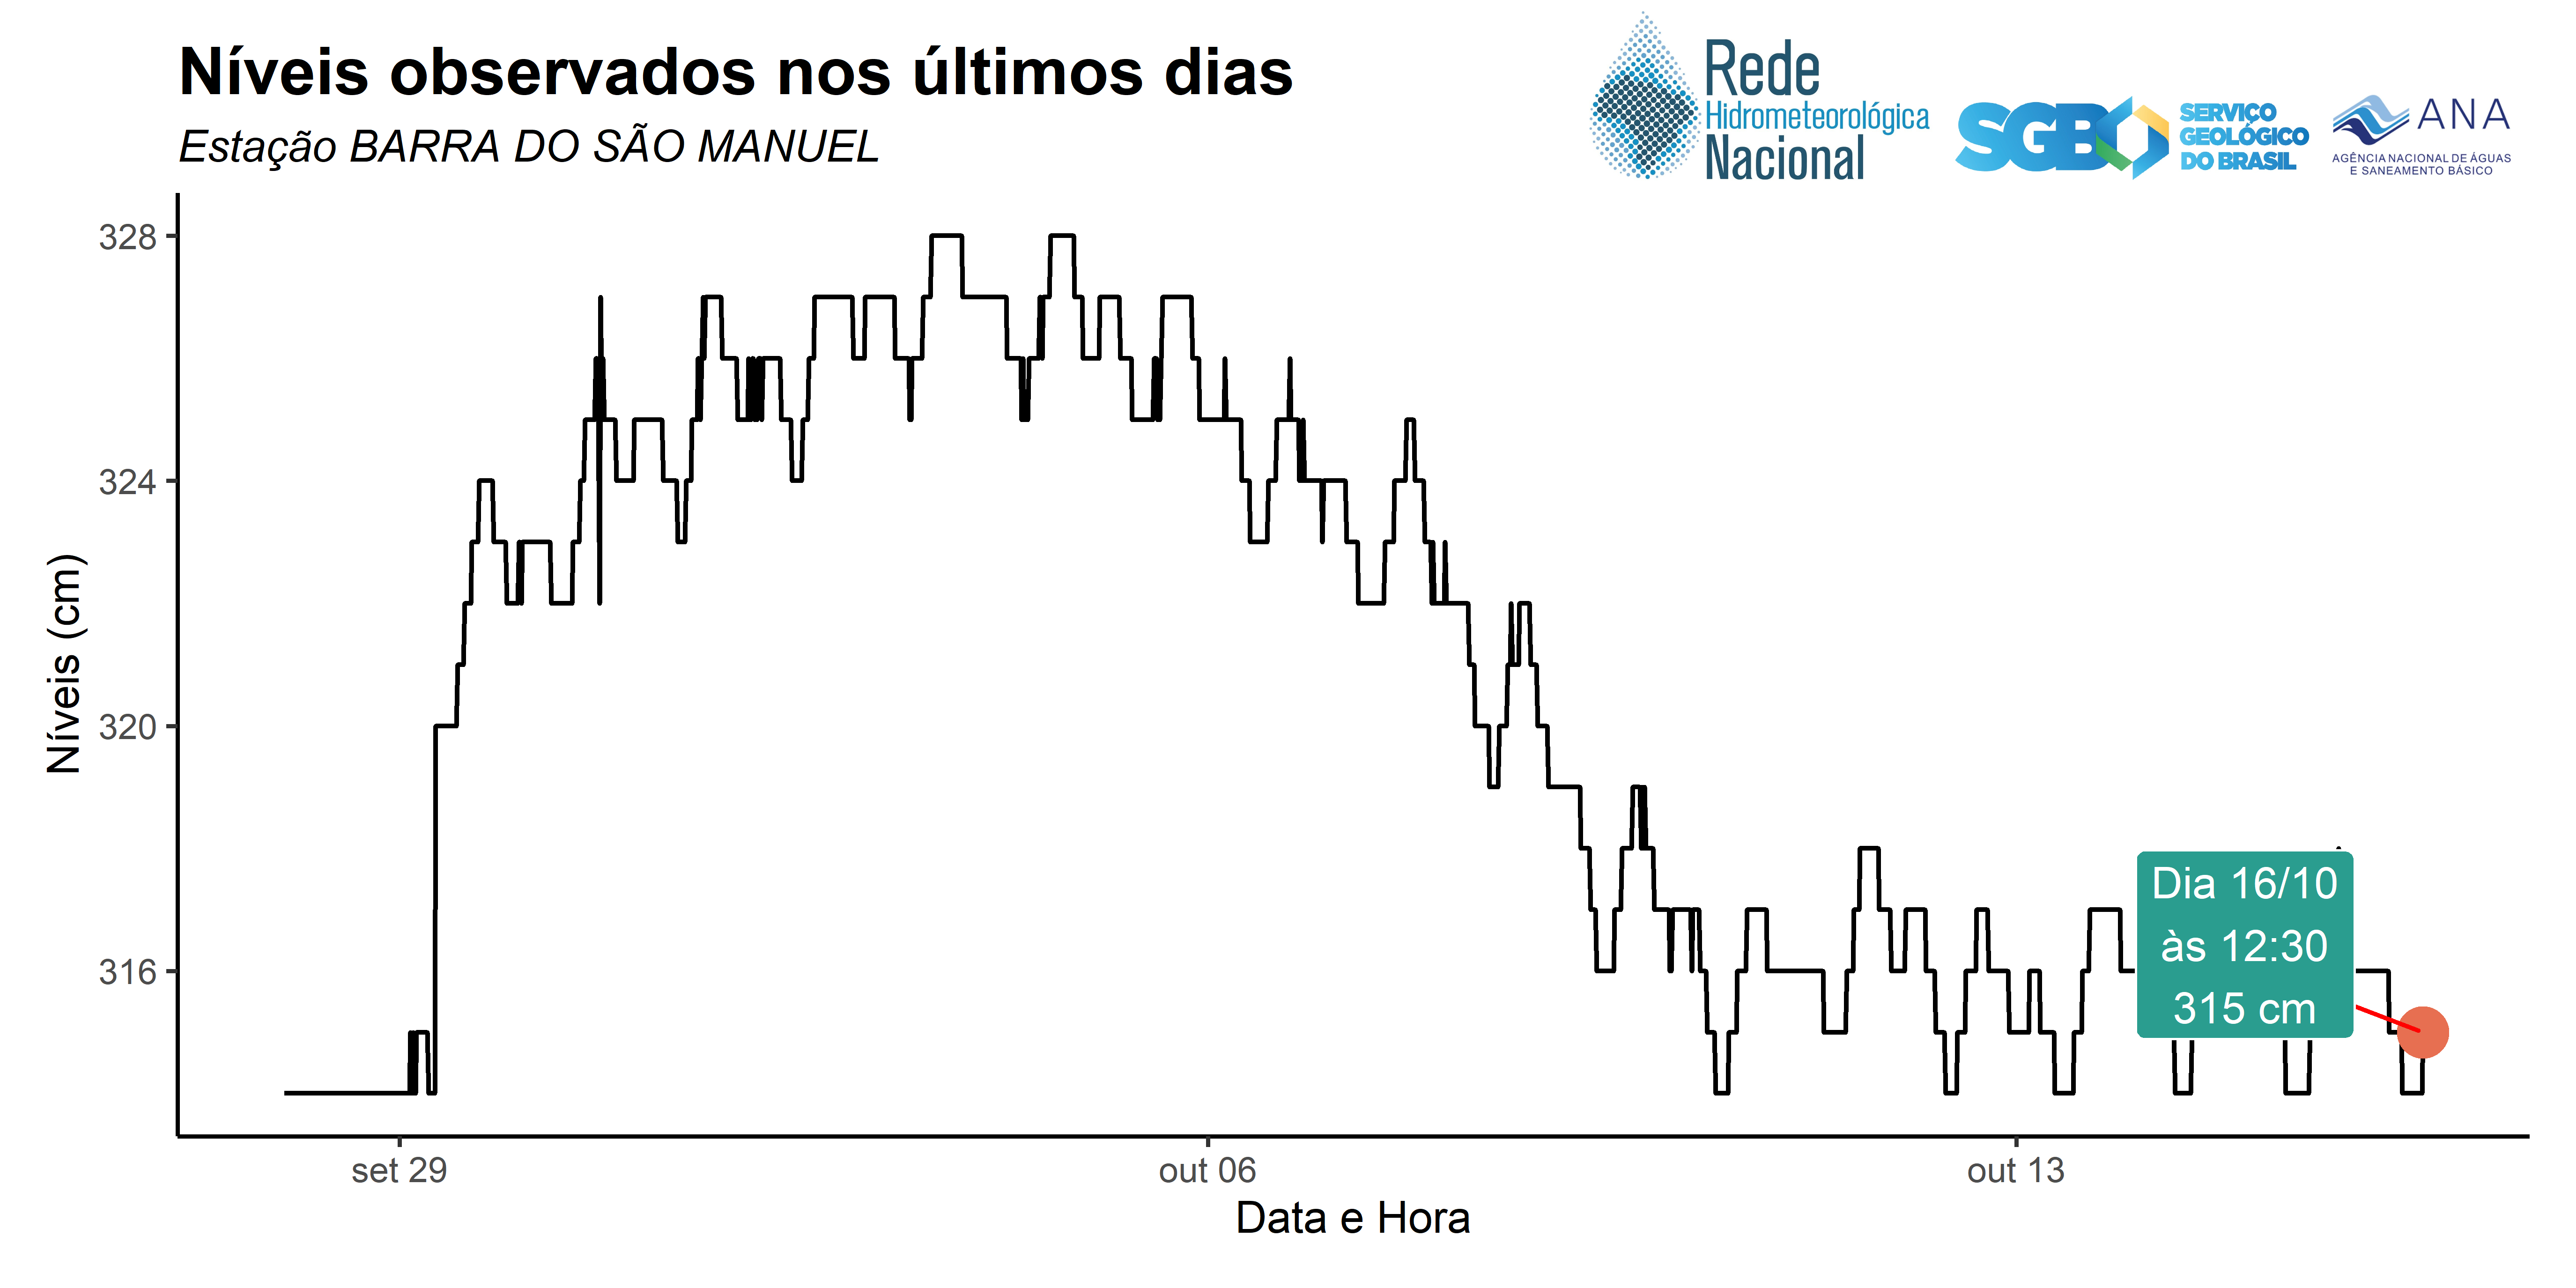 Níveis observados nos últimos dias
Estação BARRA DO SÃO MANUEL
Rede
Hidrometeorológica
Nacional
SGB
SERVIÇO
GEOLÓGICO
DO BRASIL
ANA
AGÊNCIA NACIONAL DE ÁGUAS
E SANEAMENTO BÁSICO
Níveis (cm)
328
324
320
316
Dia 16/10
às 12:30
315 cm
set 29
out 06
out 13
Data e Hora